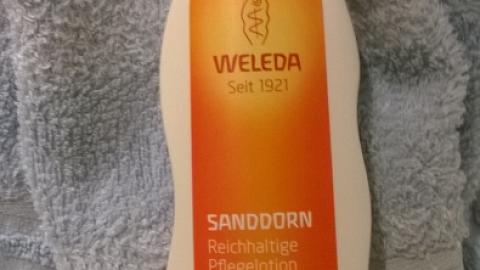 WELEDA
Seit 1921
SANDDORN
Reichhaltige
Pflegelotion